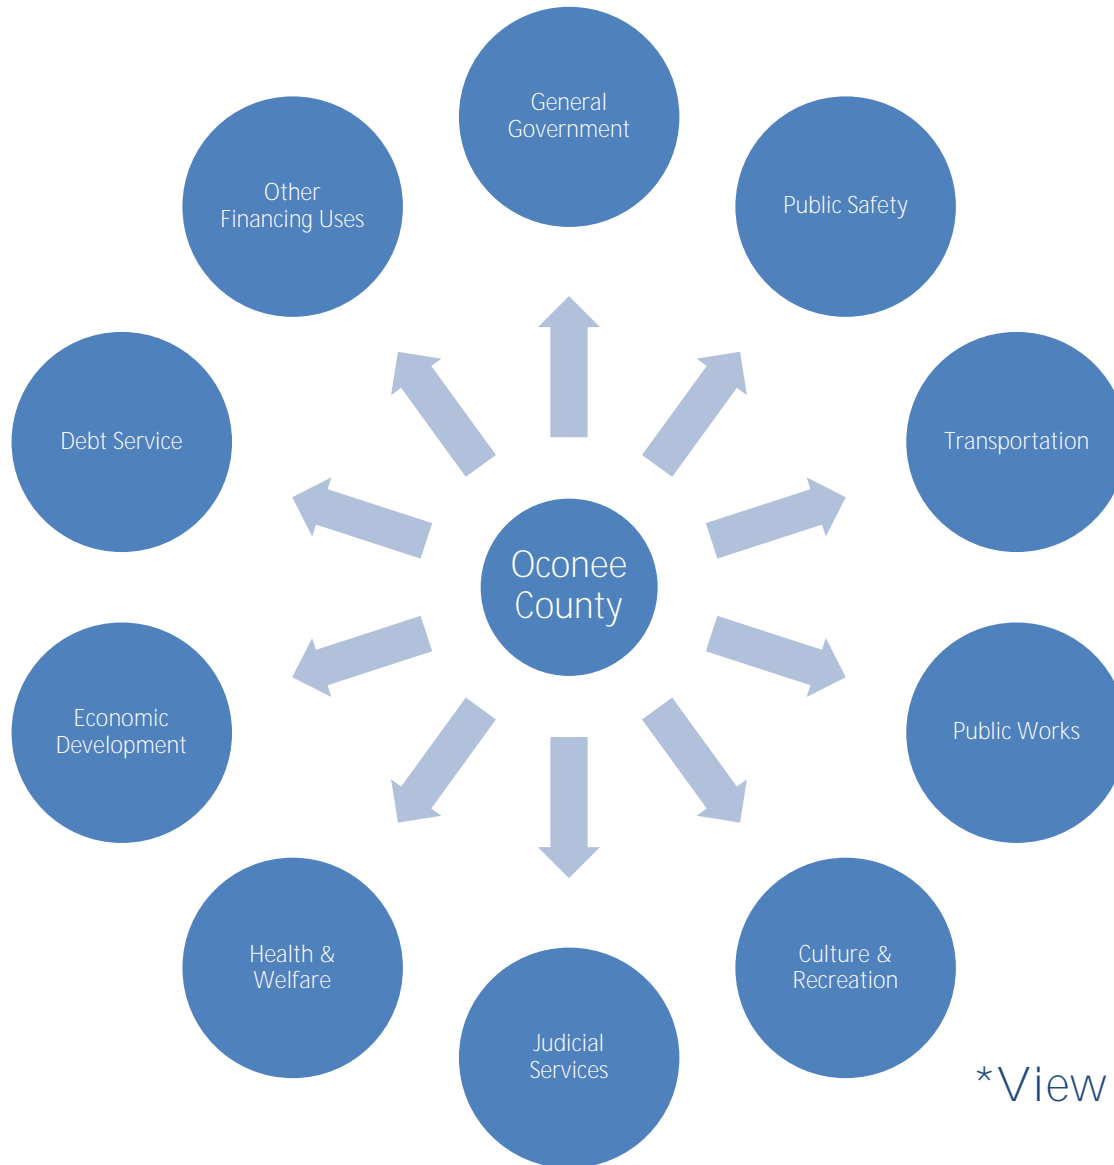 General
Government
Other
Financing Uses
Public Safety
Debt Service
Transportation
Oconee
County
Economic
Development
Public Works
Health &
Welfare
Culture &
Recreation
Judicial
Services
*View